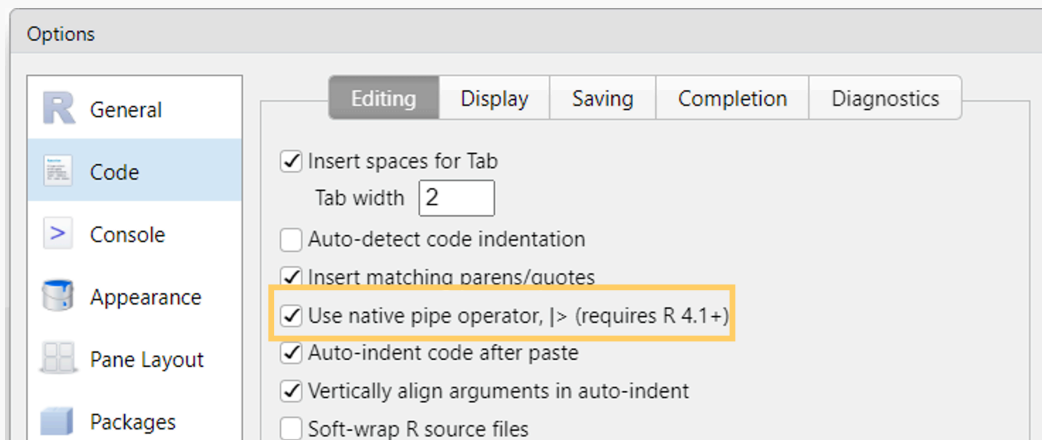 Options
General
Code
Console
Appearance
Pane Layout
Packages
Editing Display Saving Completion Diagnostics
Insert spaces for Tab
Tab width 2
Auto-detect code indentation
Insert matching parens/quotes
Use native pipe operator, |> (requires R 4.1+)
Auto-indent code after paste
Vertically align arguments in auto-indent
Soft-wrap R source files